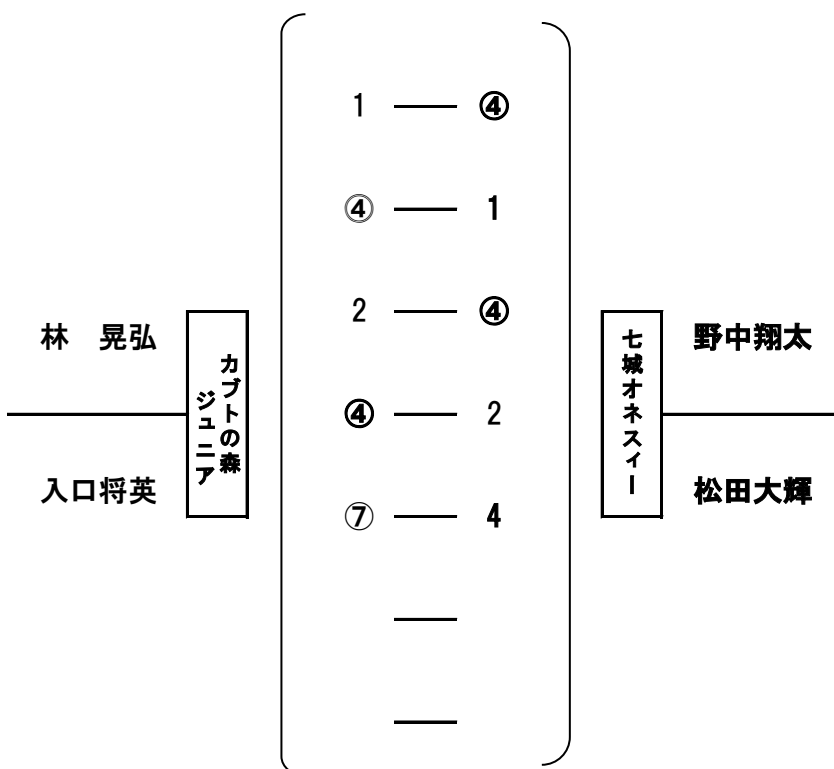 林　晃弘
入口将英
カブトの森
ジュニア
1 ― ④
④ ― 1
2 ― ④
④ ― 2
⑦ ― 4
―
―
七城オネスィー
野中翔太
松田大輝